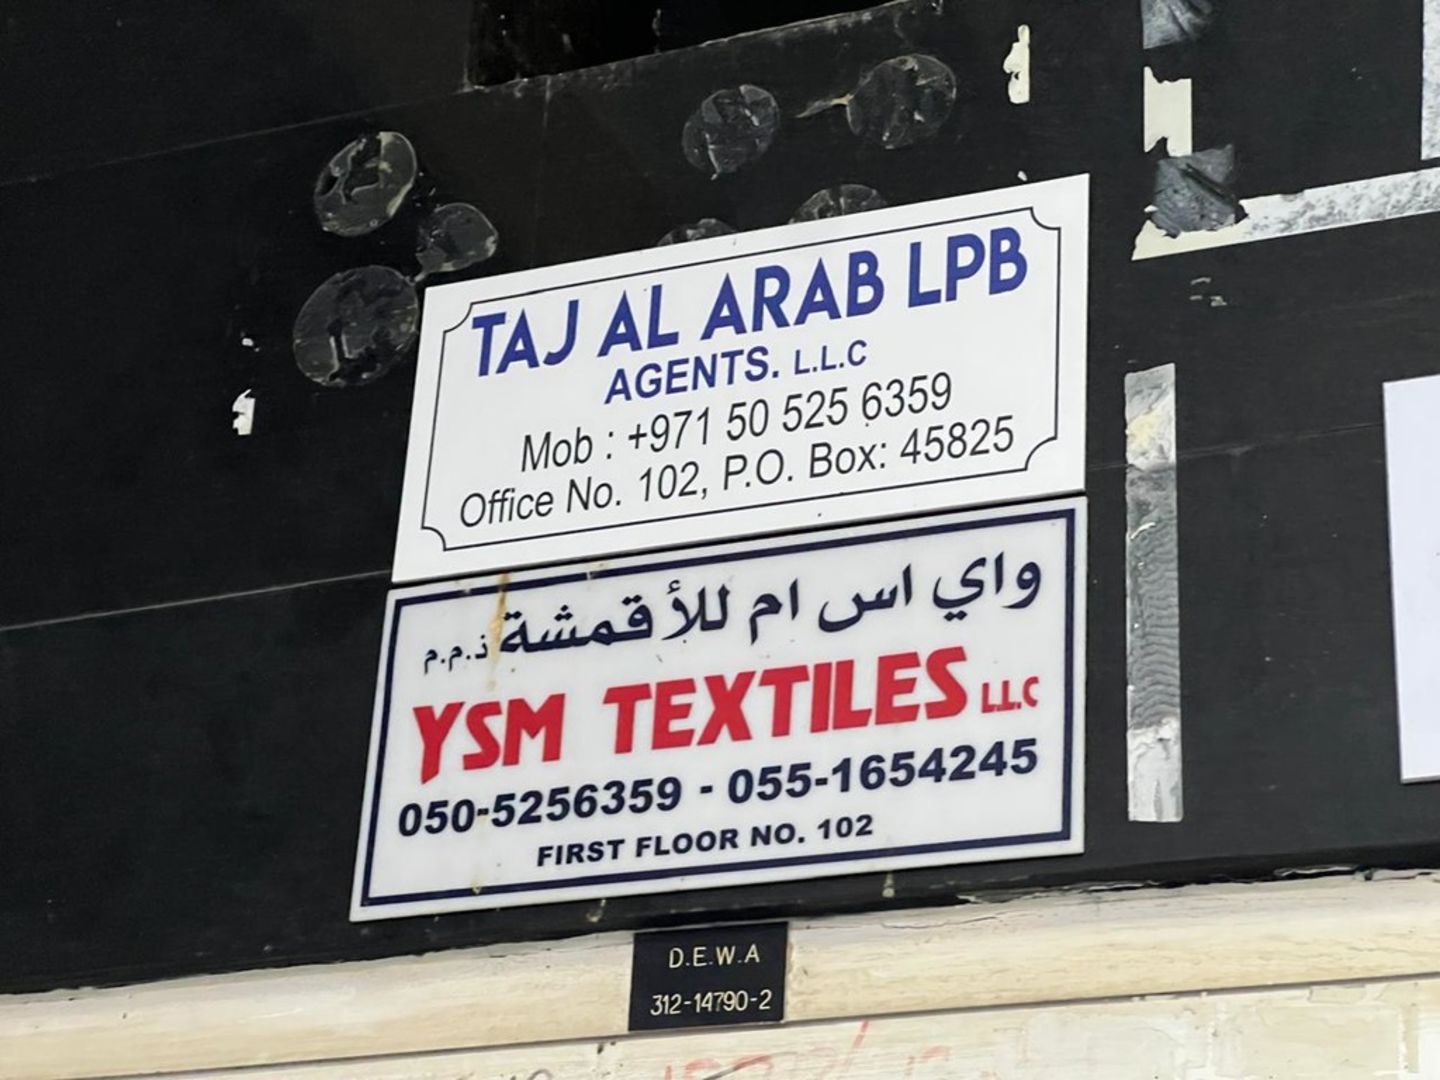 TAJ AL ARAB LPB
AGENTS. L.L.C
Mob : +971 50 525 6359
Office No. 102, P.O. Box: 45825
واي اس ام للأقمشة ذ.م.م
YSM TEXTILES L.L.C
050-5256359 - 055-1654245
FIRST FLOOR NO. 102
D.E.W.A
312-14790-2